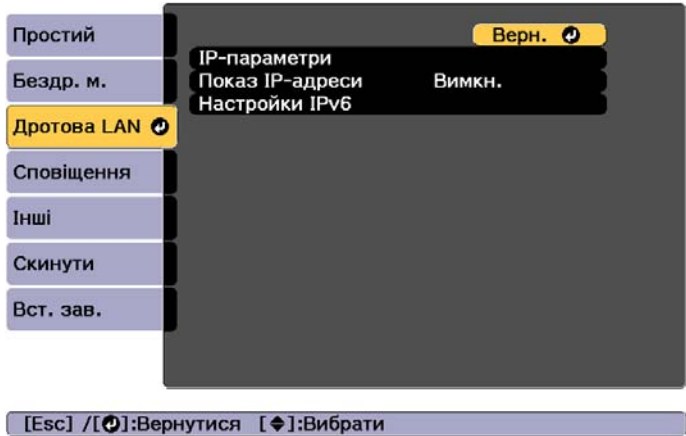 Простий
Бездр. м.
Дротова LAN
Сповіщення
Інші
Скинути
Вст. зав.
Верн.
IP-параметри
Показ IP-адреси Вимкн.
Настройки IPv6
[Esc] /[⏎]:Вернутися [◆]:Вибрати